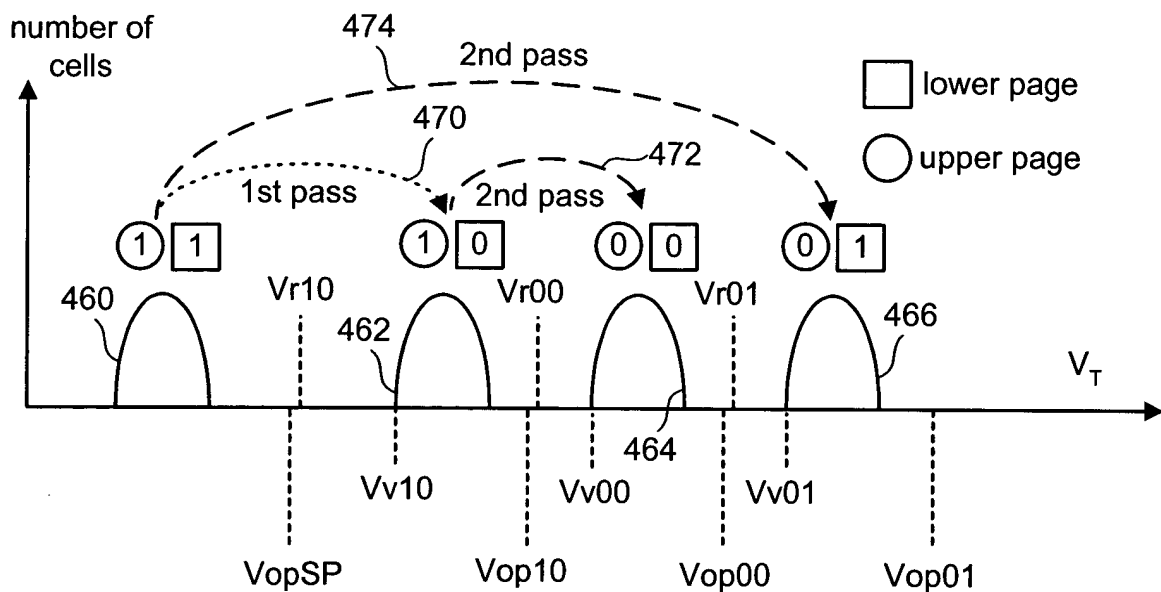 number of
cells
474
2nd pass
lower page
470
472
upper page
1st pass
2nd pass
1 1
1 0
0 0
0 1
Vr10
Vr00
Vr01
460
462
466
V_T
464
Vv10
Vv00
Vv01
VopSP
Vop10
Vop00
Vop01